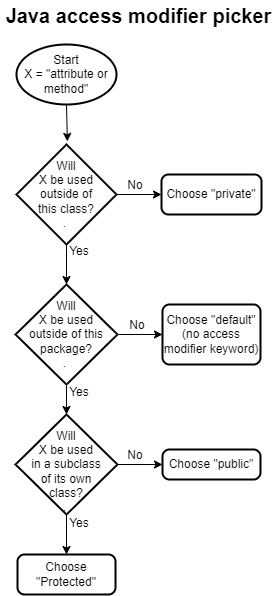 Java access modifier picker
Start
X = "attribute or
method"
Will
X be used
outside of
this class?
.
No
Choose "private"
Yes
Will
X be used
outside of this
package?
.
No
Choose "default"
(no access
modifier keyword)
Yes
Will
X be used
in a subclass
of its own
class?
No
Choose "public"
Yes
Choose
"Protected"